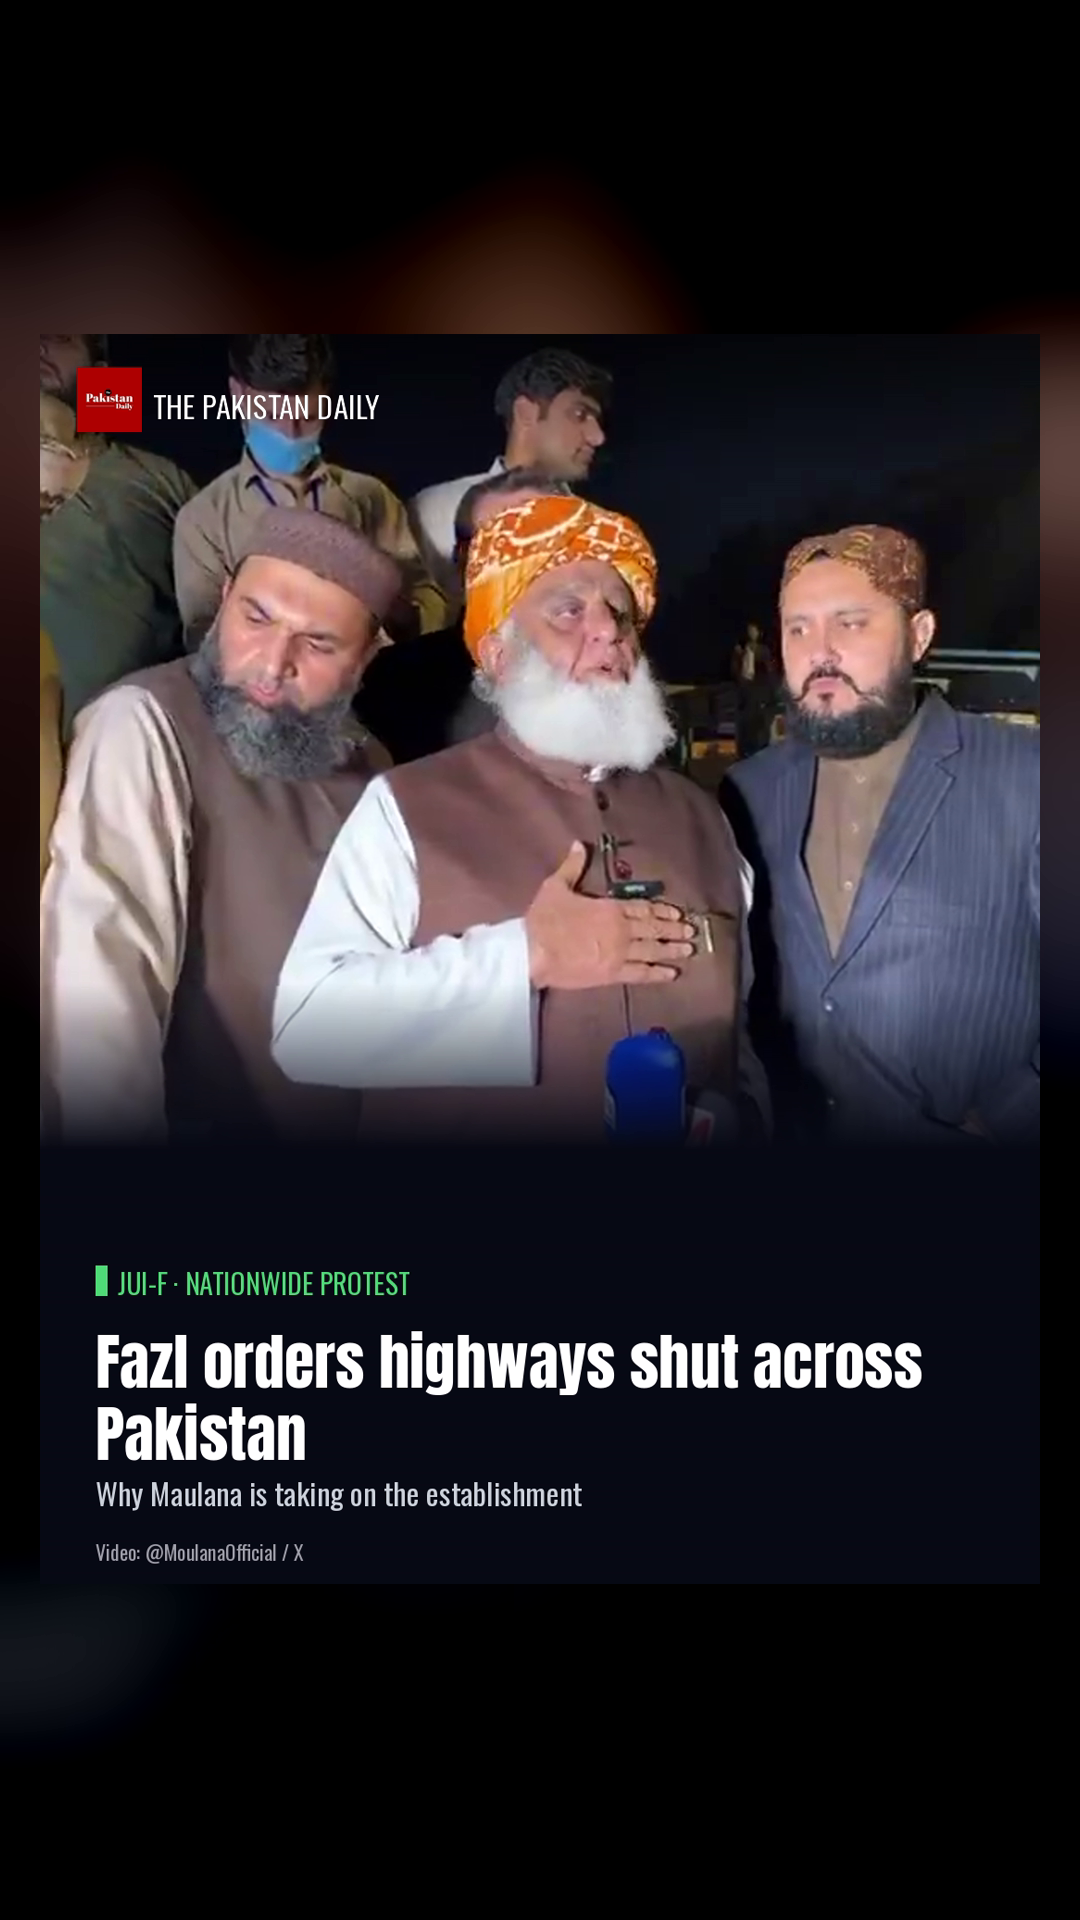 Pakistan
Daily
THE PAKISTAN DAILY
JUI-F · NATIONWIDE PROTEST
Fazl orders highways shut across
Pakistan
Why Maulana is taking on the establishment
Video: @MoulanaOfficial / X